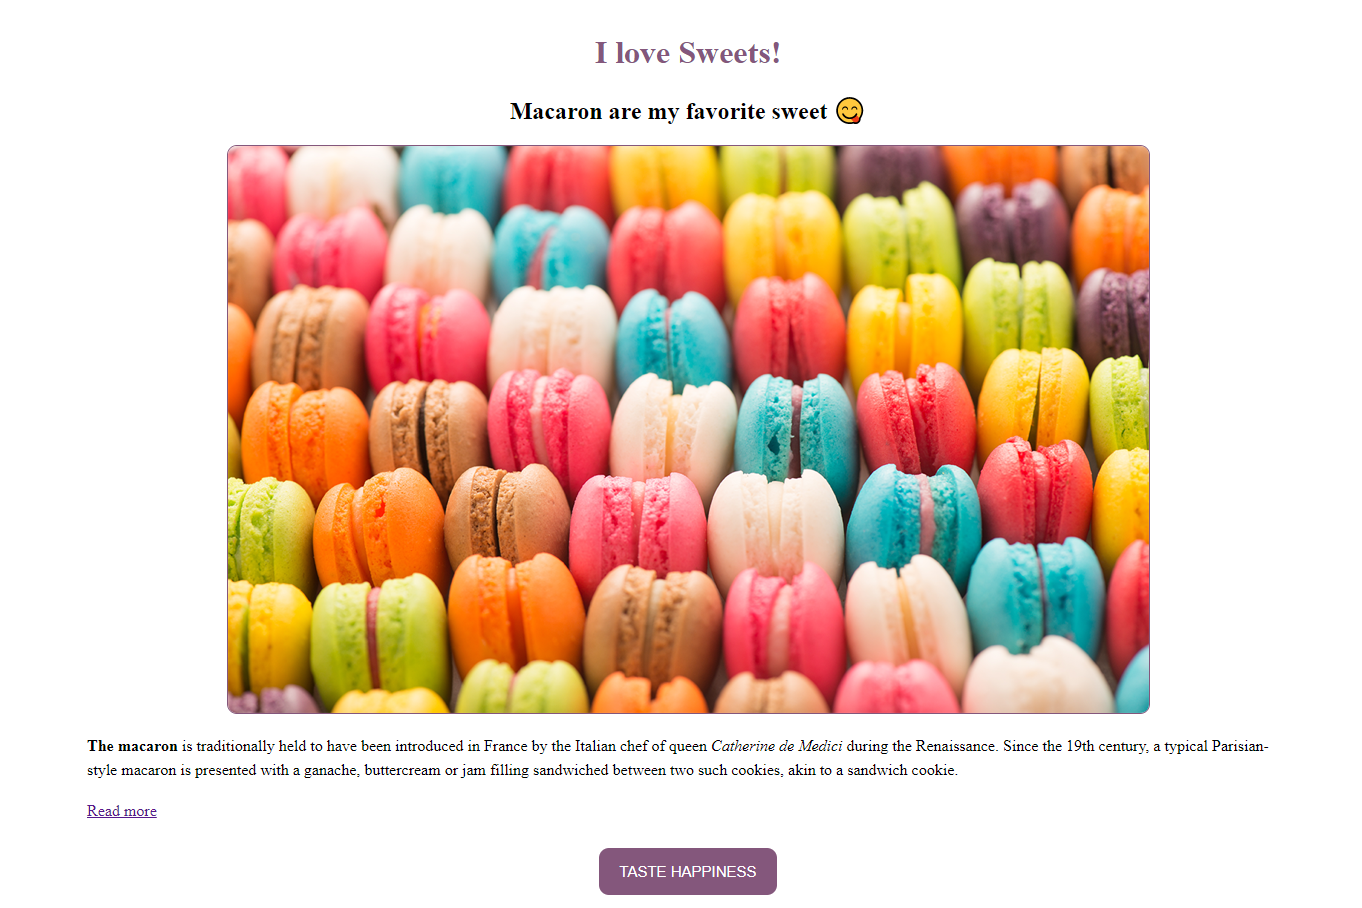 I love Sweets!
Macaron are my favorite sweet 😋
The macaron is traditionally held to have been introduced in France by the Italian chef of queen Catherine de Medici during the Renaissance. Since the 19th century, a typical Parisian-
style macaron is presented with a ganache, buttercream or jam filling sandwiched between two such cookies, akin to a sandwich cookie.
Read more
TASTE HAPPINESS